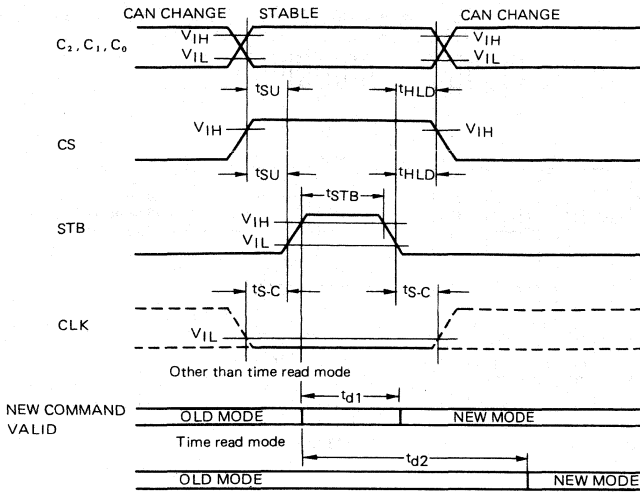 CAN CHANGE STABLE CAN CHANGE
C2, C1, C0 VIH VIL VIH VIL
tSU tHLD
CS VIH VIH
tSU tHLD
tSTB
STB VIH VIL
tS-C tS-C
CLK VIL
Other than time read mode
td1
NEW COMMAND VALID OLD MODE NEW MODE
Time read mode
td2
OLD MODE NEW MODE